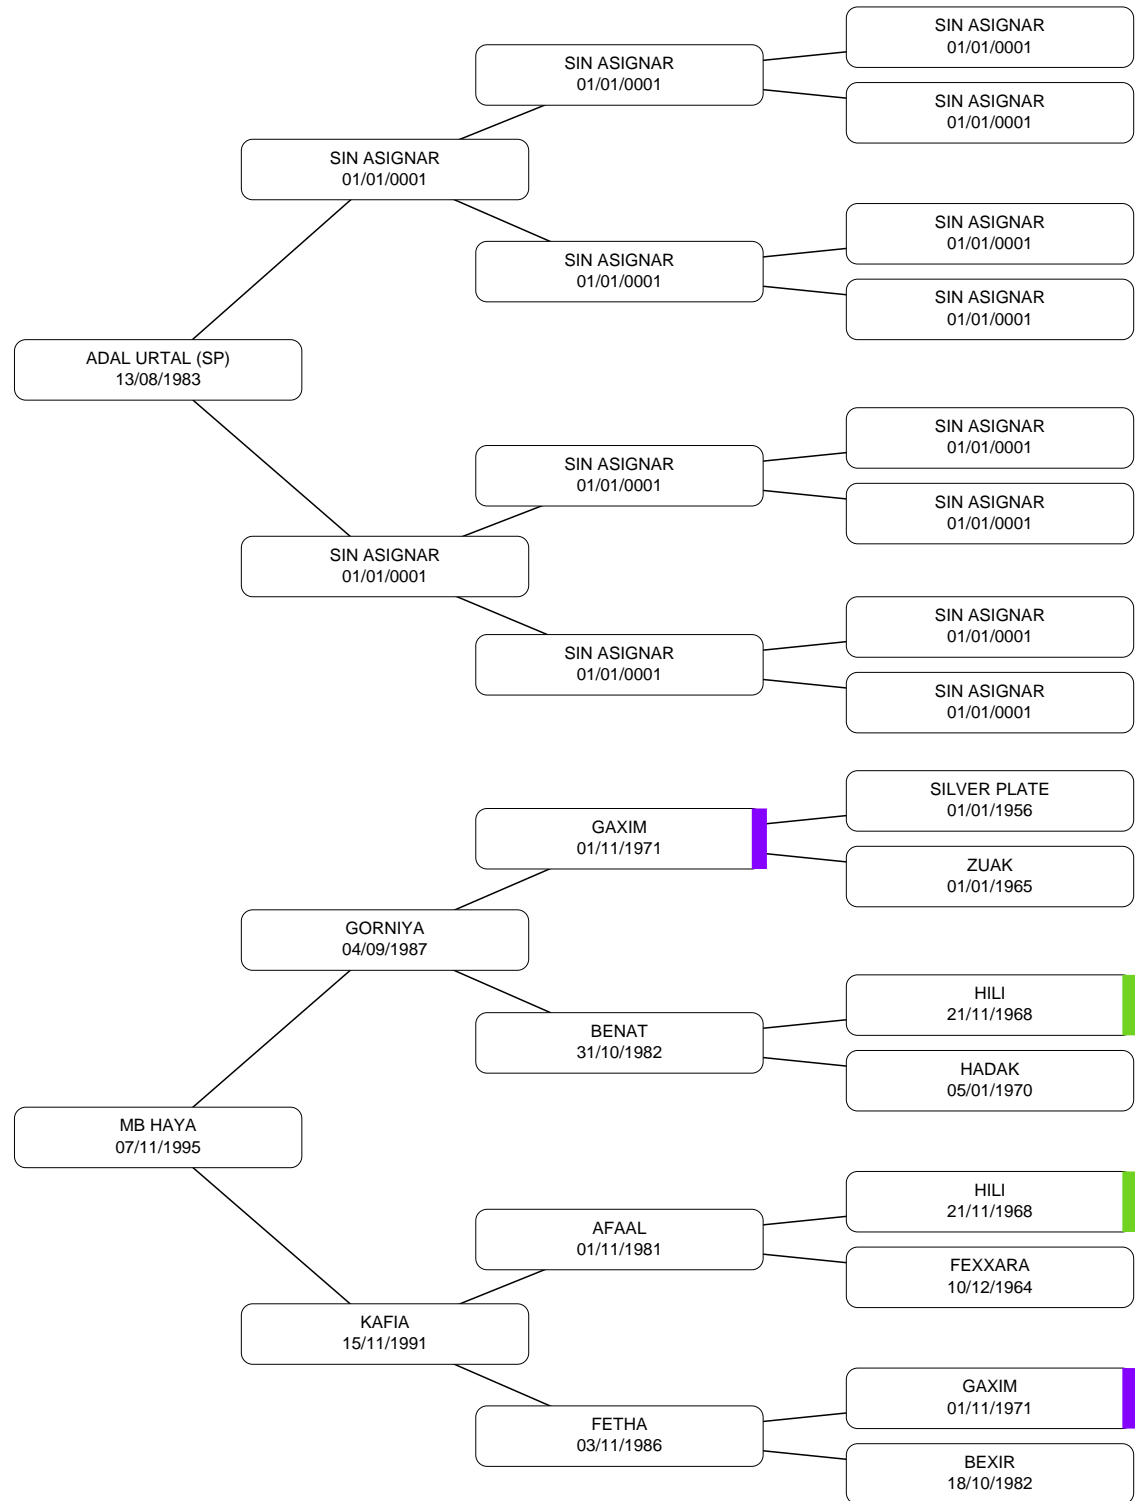 SIN ASIGNAR
01/01/0001
SIN ASIGNAR
01/01/0001
SIN ASIGNAR
01/01/0001
SIN ASIGNAR
01/01/0001
SIN ASIGNAR
01/01/0001
SIN ASIGNAR
01/01/0001
SIN ASIGNAR
01/01/0001
ADAL URTAL (SP)
13/08/1983
SIN ASIGNAR
01/01/0001
SIN ASIGNAR
01/01/0001
SIN ASIGNAR
01/01/0001
SIN ASIGNAR
01/01/0001
SIN ASIGNAR
01/01/0001
SIN ASIGNAR
01/01/0001
SIN ASIGNAR
01/01/0001
SILVER PLATE
01/01/1956
GAXIM
01/11/1971
ZUAK
01/01/1965
GORNIYA
04/09/1987
HILI
21/11/1968
BENAT
31/10/1982
HADAK
05/01/1970
MB HAYA
07/11/1995
HILI
21/11/1968
AFAAL
01/11/1981
FEXXARA
10/12/1964
KAFIA
15/11/1991
GAXIM
01/11/1971
FETHA
03/11/1986
BEXIR
18/10/1982